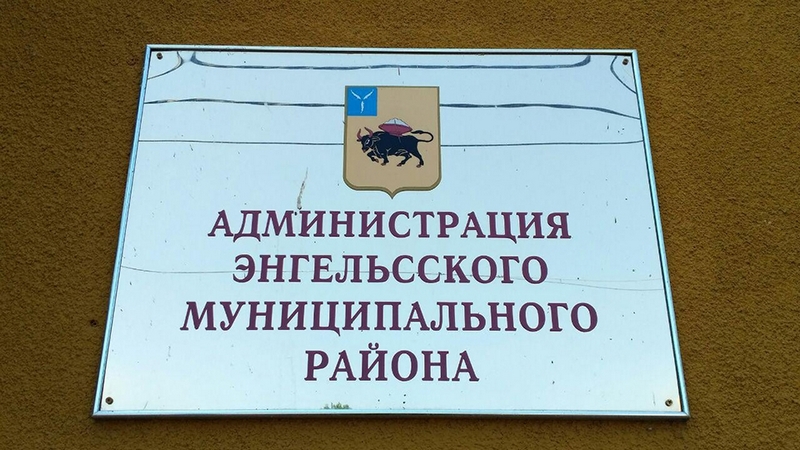 АДМИНИСТРАЦИЯ
ЭНГЕЛЬССКОГО
МУНИЦИПАЛЬНОГО
РАЙОНА